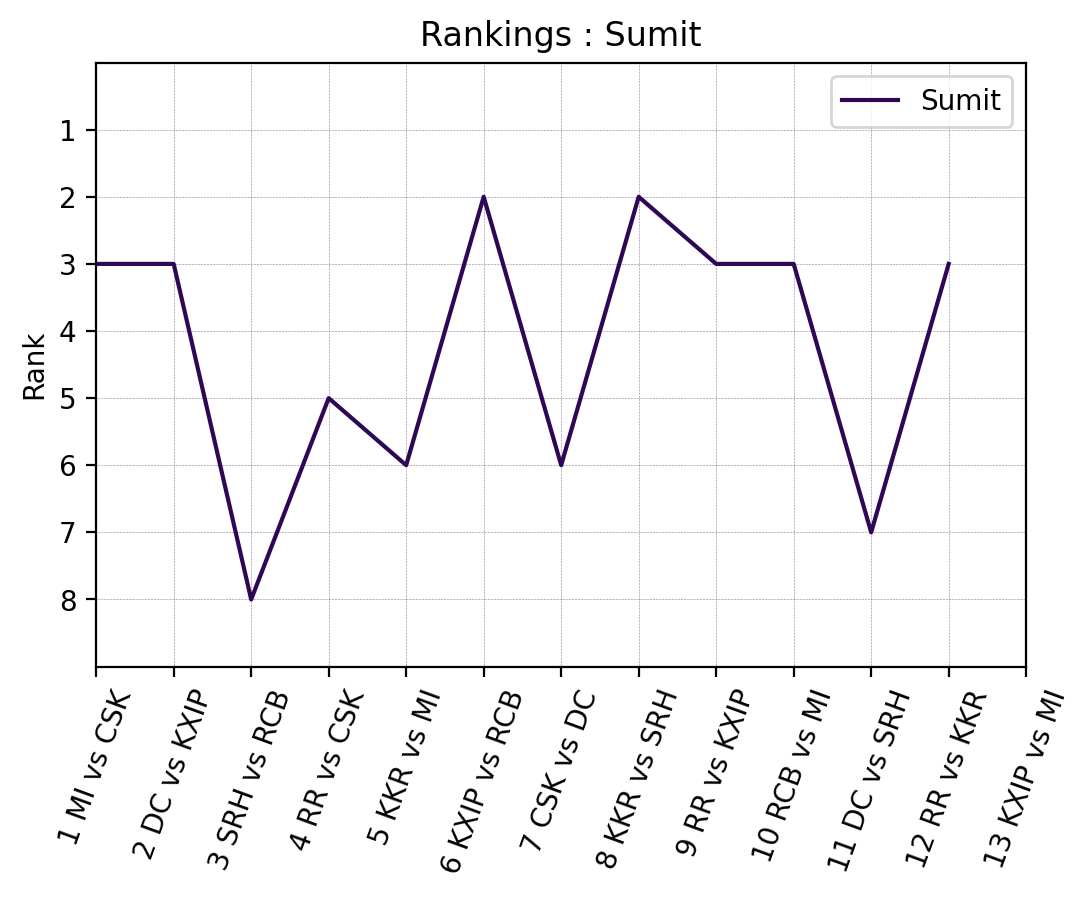 Rankings : Sumit
Sumit
Rank
1
2
3
4
5
6
7
8
1 MI vs CSK
2 DC vs KXIP
3 SRH vs RCB
4 RR vs CSK
5 KKR vs MI
6 KXIP vs RCB
7 CSK vs DC
8 KKR vs SRH
9 RR vs KXIP
10 RCB vs MI
11 DC vs SRH
12 RR vs KKR
13 KXIP vs MI